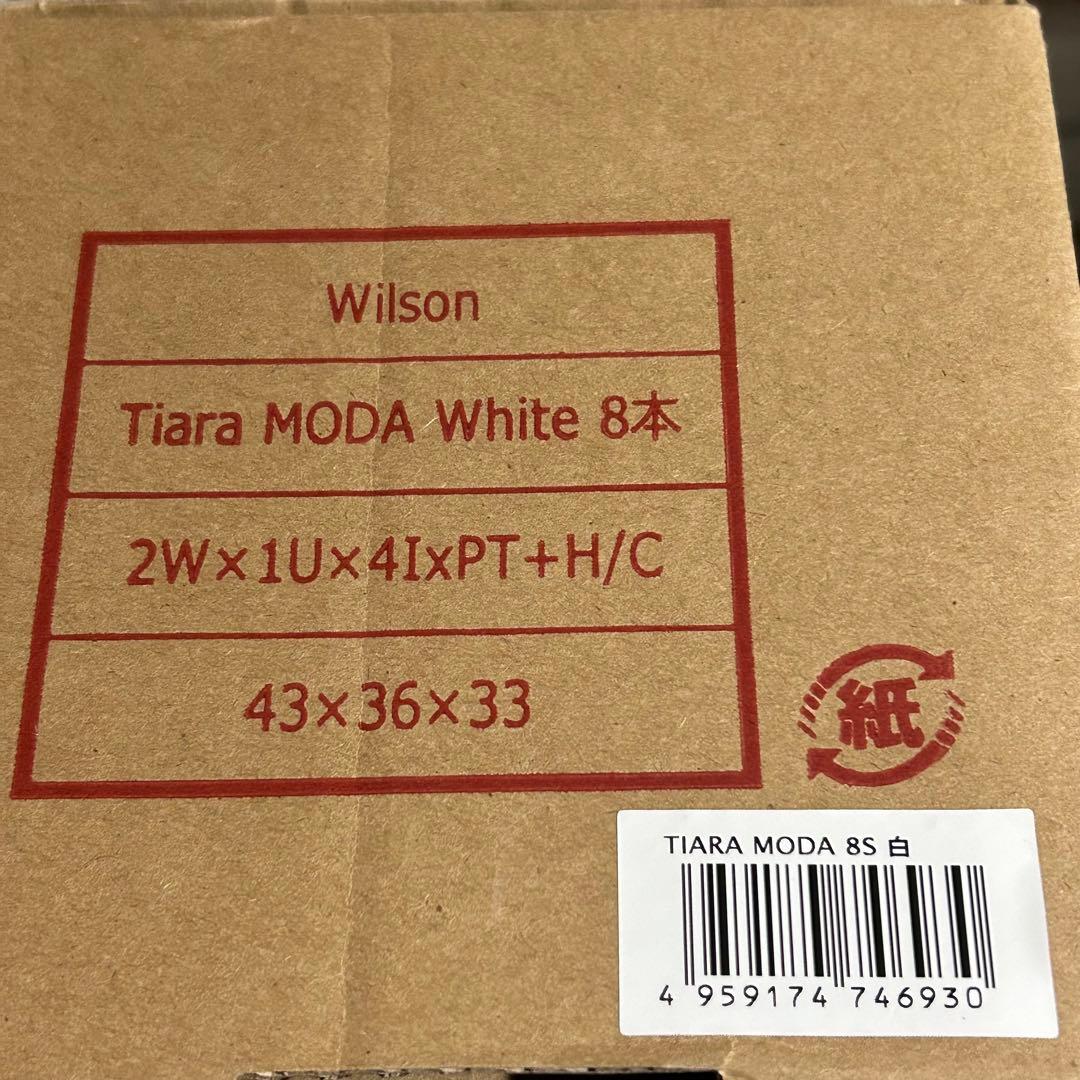 Wilson
Tiara MODA White 8本
2W×1U×4I×PT+H/C
43×36×33
紙
TIARA MODA 8S 白
4 959174 746930